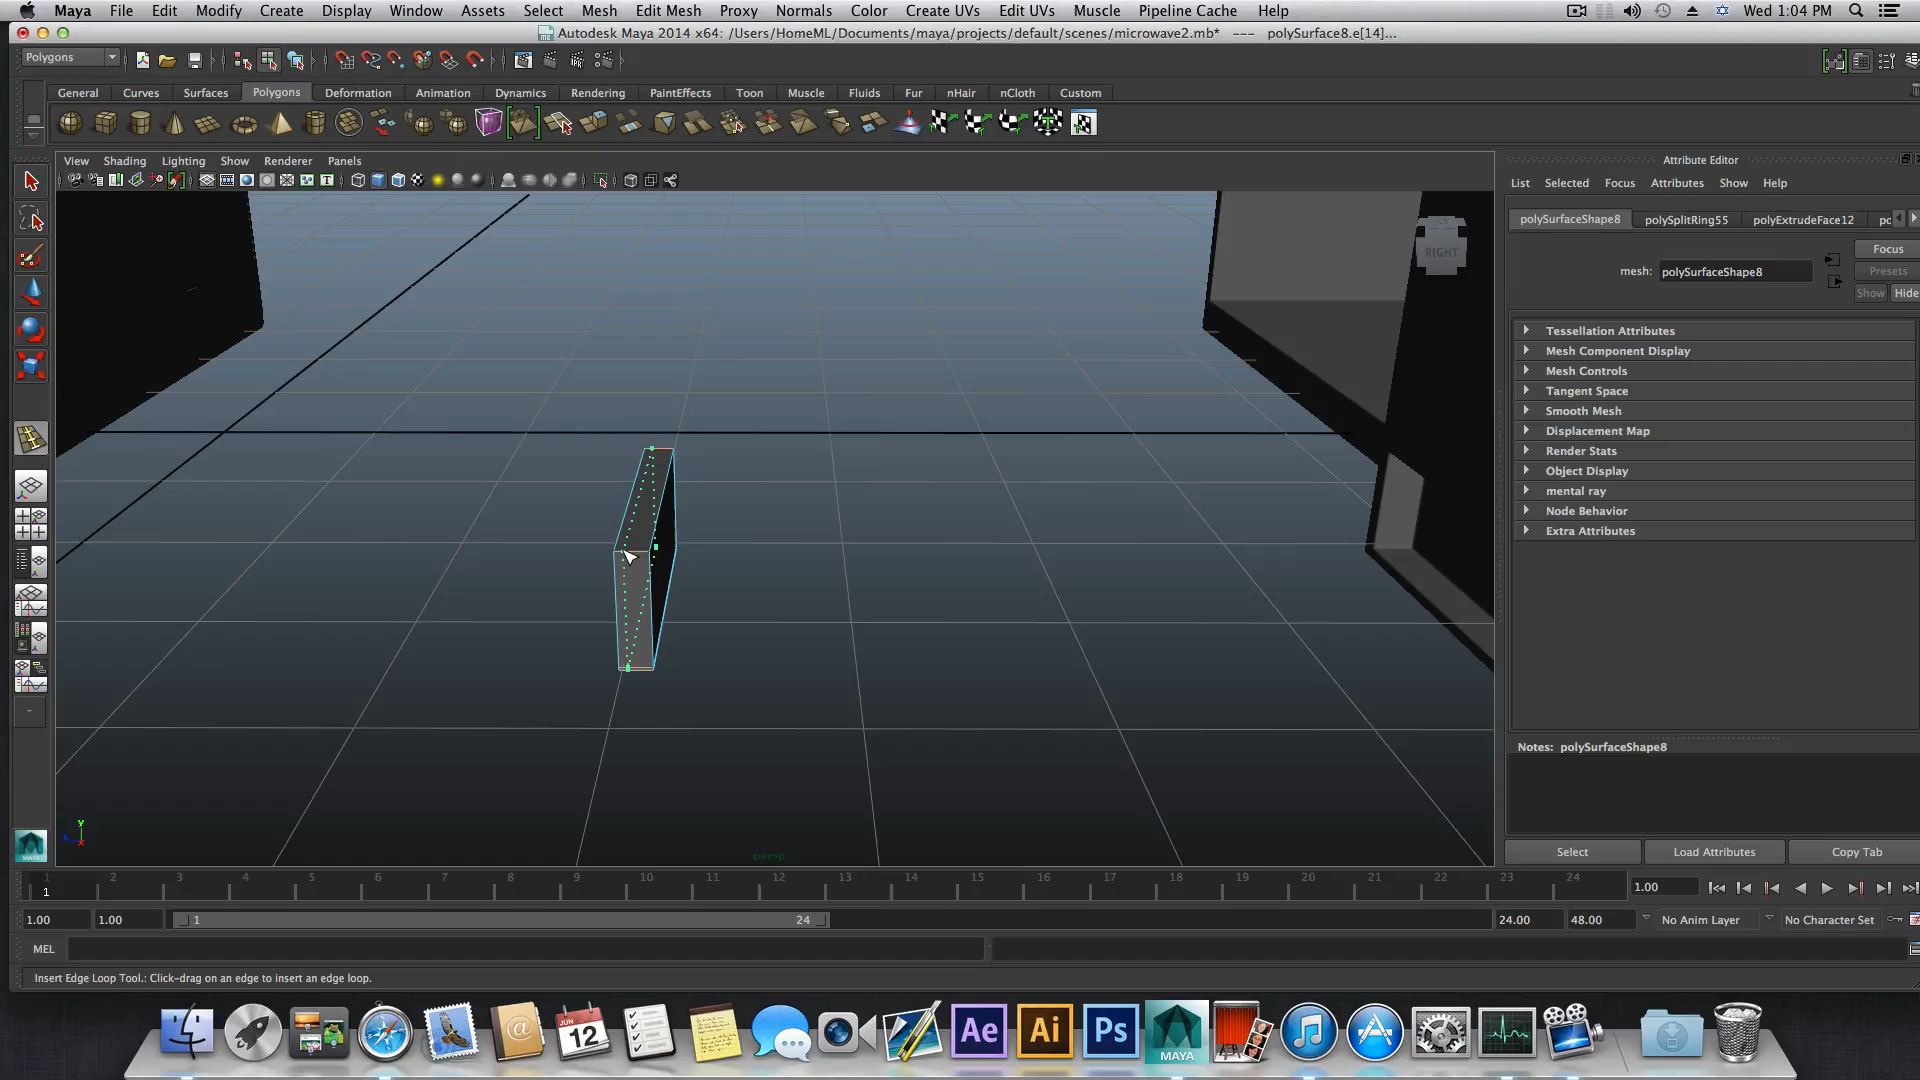 Maya File Edit Modify Create Display Window Assets Select Mesh Edit Mesh Proxy Normals Color Create UVs Edit UVs Muscle Pipeline Cache Help Wed 1:04 PM
Autodesk Maya 2014 x64: /Users/HomeML/Documents/maya/projects/default/scenes/microwave2.mb* --- polySurface8.e[14]...
Polygons
General Curves Surfaces Polygons Deformation Animation Dynamics Rendering PaintEffects Toon Muscle Fluids Fur nHair nCloth Custom
View Shading Lighting Show Renderer Panels
Attribute Editor
List Selected Focus Attributes Show Help
polySurfaceShape8 polySplitRing55 polyExtrudeFace12 pc
Focus
mesh: polySurfaceShape8 Presets
Show Hide
RIGHT
Tessellation Attributes
Mesh Component Display
Mesh Controls
Tangent Space
Smooth Mesh
Displacement Map
Render Stats
Object Display
mental ray
Node Behavior
Extra Attributes
Notes: polySurfaceShape8
y
x
persp
Select Load Attributes Copy Tab
MAYA
1 2 3 4 5 6 7 8 9 10 11 12 13 14 15 16 17 18 19 20 21 22 23 24
1 1.00
1.00 1.00 1 24 24.00 48.00 No Anim Layer No Character Set
MEL
Insert Edge Loop Tool.: Click-drag on an edge to insert an edge loop.
JUN
12
@
Ae Ai Ps
MAYA